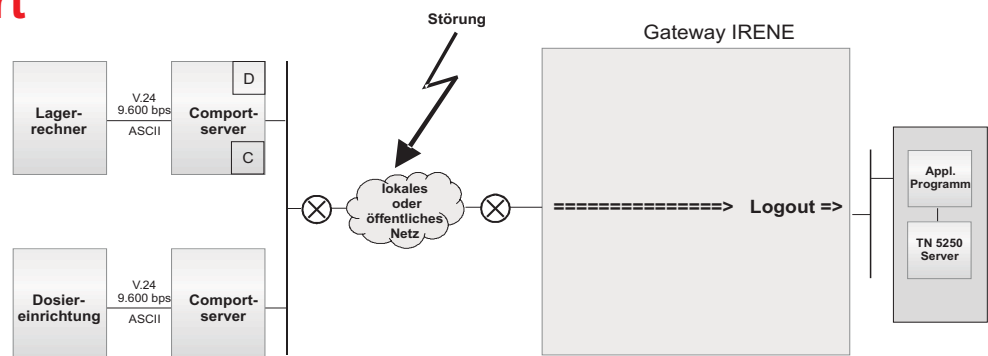 rt
Störung
Gateway IRENE
D
Lager-
rechner
V.24
9.600 bps
ASCII
Comport-
server
C
lokales
oder
öffentliches
Netz
===============> Logout =>
Appl.
Programm
TN 5250
Server
Dosier-
einrichtung
V.24
9.600 bps
ASCII
Comport-
server